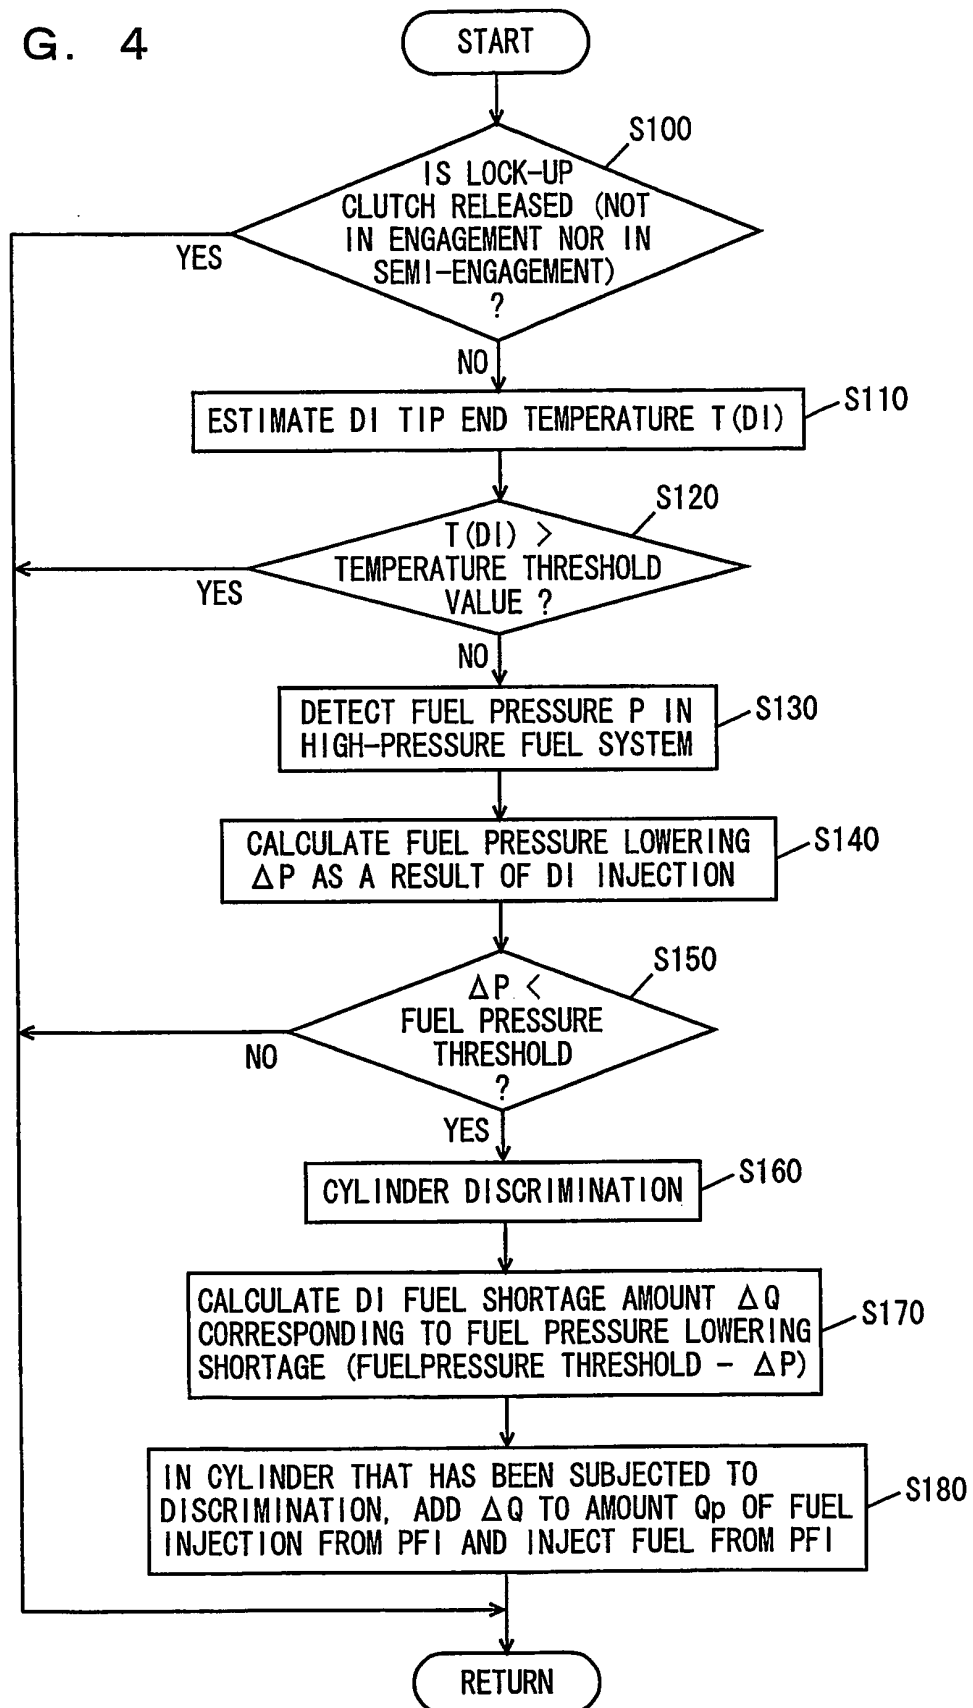 G. 4
START
S100
IS LOCK-UP
CLUTCH RELEASED (NOT
IN ENGAGEMENT NOR IN
SEMI-ENGAGEMENT)
?
YES
NO
ESTIMATE DI TIP END TEMPERATURE T(DI)
S110
S120
T(DI) >
TEMPERATURE THRESHOLD
VALUE ?
YES
NO
DETECT FUEL PRESSURE P IN
HIGH-PRESSURE FUEL SYSTEM
S130
CALCULATE FUEL PRESSURE LOWERING
ΔP AS A RESULT OF DI INJECTION
S140
S150
ΔP <
FUEL PRESSURE
THRESHOLD
?
NO
YES
CYLINDER DISCRIMINATION
S160
CALCULATE DI FUEL SHORTAGE AMOUNT ΔQ
CORRESPONDING TO FUEL PRESSURE LOWERING
SHORTAGE (FUELPRESSURE THRESHOLD - ΔP)
S170
IN CYLINDER THAT HAS BEEN SUBJECTED TO
DISCRIMINATION, ADD ΔQ TO AMOUNT Qp OF FUEL
INJECTION FROM PFI AND INJECT FUEL FROM PFI
S180
RETURN